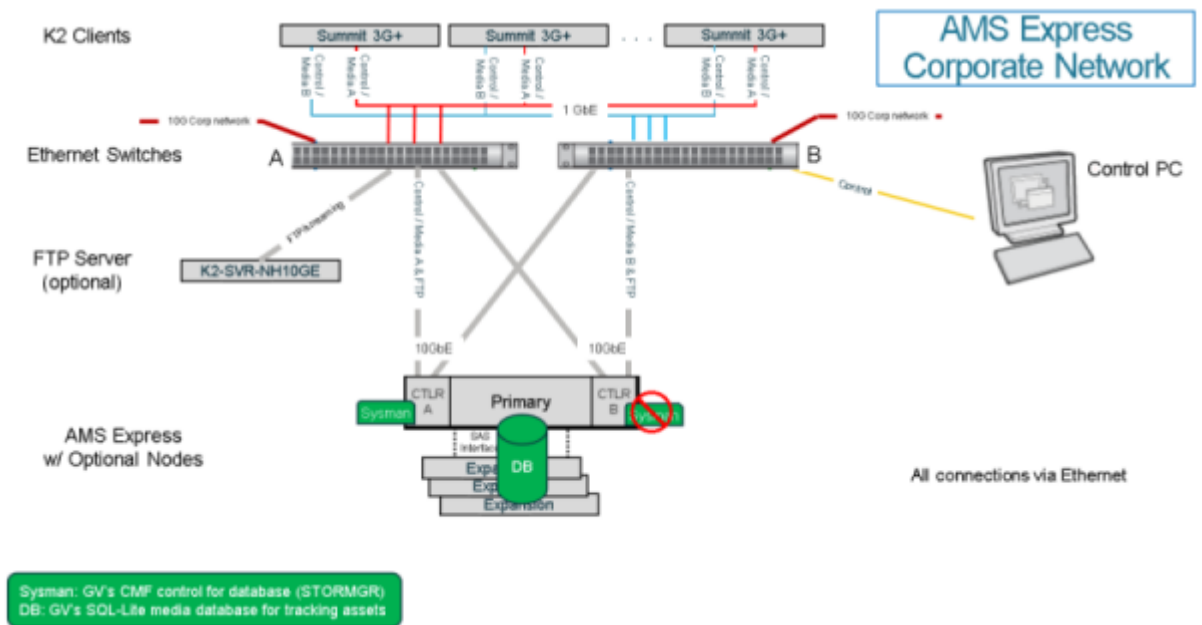 AMS Express
Corporate Network
K2 Clients
Summit 3G+
Summit 3G+
. . .
Summit 3G+
Control /
Media B
Control /
Media A
Control /
Media B
Control /
Media A
Control /
Media B
Control /
Media A
1 GbE
10G Corp network
10G Corp network
Ethernet Switches
A
B
Control PC
Control
FTP/streaming
Control / Media A & FTP
Control / Media B & FTP
FTP Server
(optional)
K2-SVR-NH10GE
10GbE
10GbE
CTLR
A
Primary
CTLR
B
Sysman
Sysman
AMS Express
w/ Optional Nodes
SAS
DB
Expansion
All connections via Ethernet
Sysman: GV's CMF control for database (STORMGR)
DB: GV's SQL-Lite media database for tracking assets